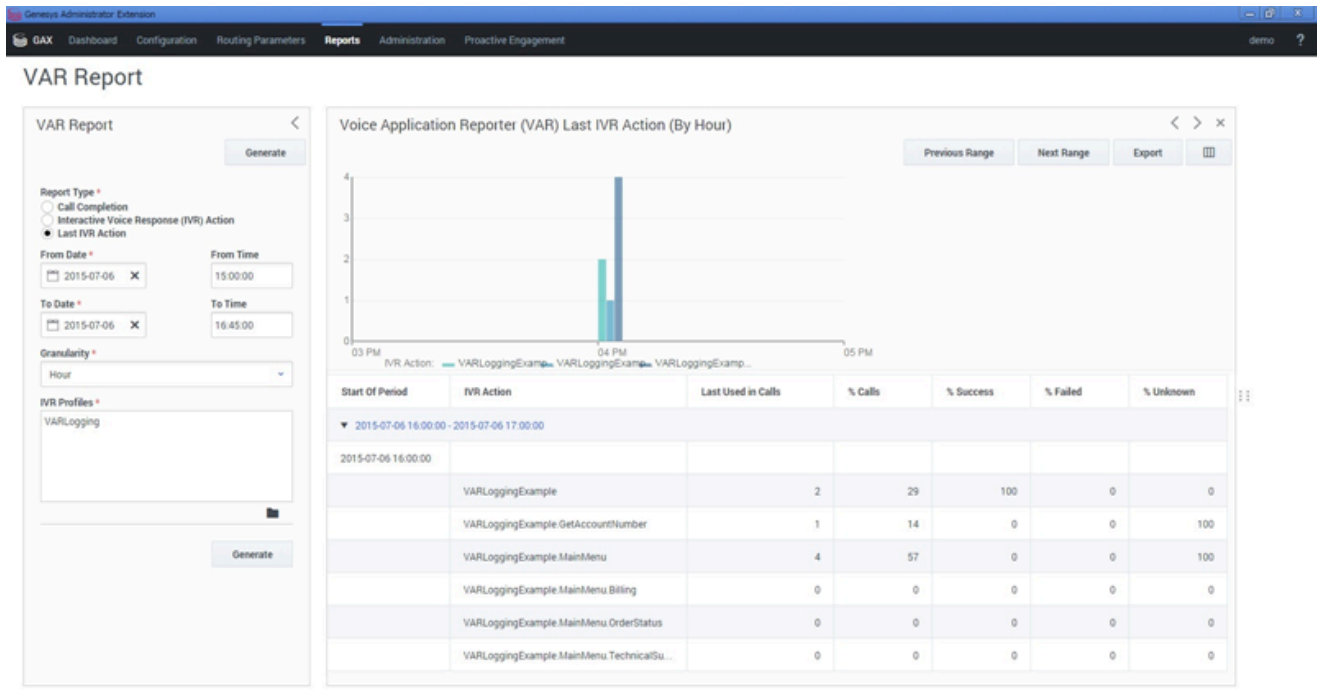 Genesys Administrator Extension
GAX Dashboard Configuration Routing Parameters Reports Administration Proactive Engagement demo ?
VAR Report
VAR Report
Generate
Report Type *
Call Completion
Interactive Voice Response (IVR) Action
Last IVR Action
From Date * From Time
2015-07-06 15:00:00
To Date * To Time
2015-07-06 16:45:00
Granularity *
Hour
IVR Profiles *
VARLogging
Generate
Voice Application Reporter (VAR) Last IVR Action (By Hour)
Previous Range Next Range Export
4
3
2
1
0
03 PM 04 PM 05 PM
IVR Action: VARLoggingExamp... VARLoggingExamp... VARLoggingExamp...
Start Of Period IVR Action Last Used in Calls % Calls % Success % Failed % Unknown
2015-07-06 16:00:00 - 2015-07-06 17:00:00
2015-07-06 16:00:00
VARLoggingExample 2 29 100 0 0
VARLoggingExample.GetAccountNumber 1 14 0 0 100
VARLoggingExample.MainMenu 4 57 0 0 100
VARLoggingExample.MainMenu.Billing 0 0 0 0 0
VARLoggingExample.MainMenu.OrderStatus 0 0 0 0 0
VARLoggingExample.MainMenu.TechnicalSu... 0 0 0 0 0